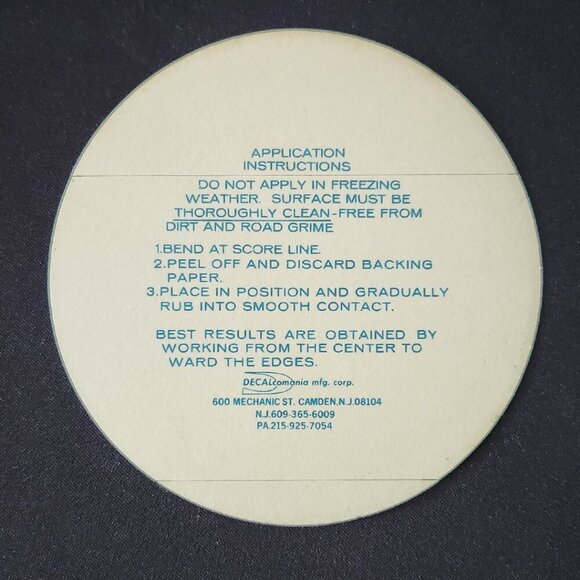 APPLICATION
INSTRUCTIONS
DO NOT APPLY IN FREEZING
WEATHER. SURFACE MUST BE
THOROUGHLY CLEAN-FREE FROM
DIRT AND ROAD GRIME
1.BEND AT SCORE LINE.
2.PEEL OFF AND DISCARD BACKING
PAPER.
3.PLACE IN POSITION AND GRADUALLY
RUB INTO SMOOTH CONTACT.
BEST RESULTS ARE OBTAINED BY
WORKING FROM THE CENTER TO
WARD THE EDGES.
DECALcomania mfg. corp.
600 MECHANIC ST. CAMDEN,N.J.08104
N.J.609-365-6009
PA.215-925-7054